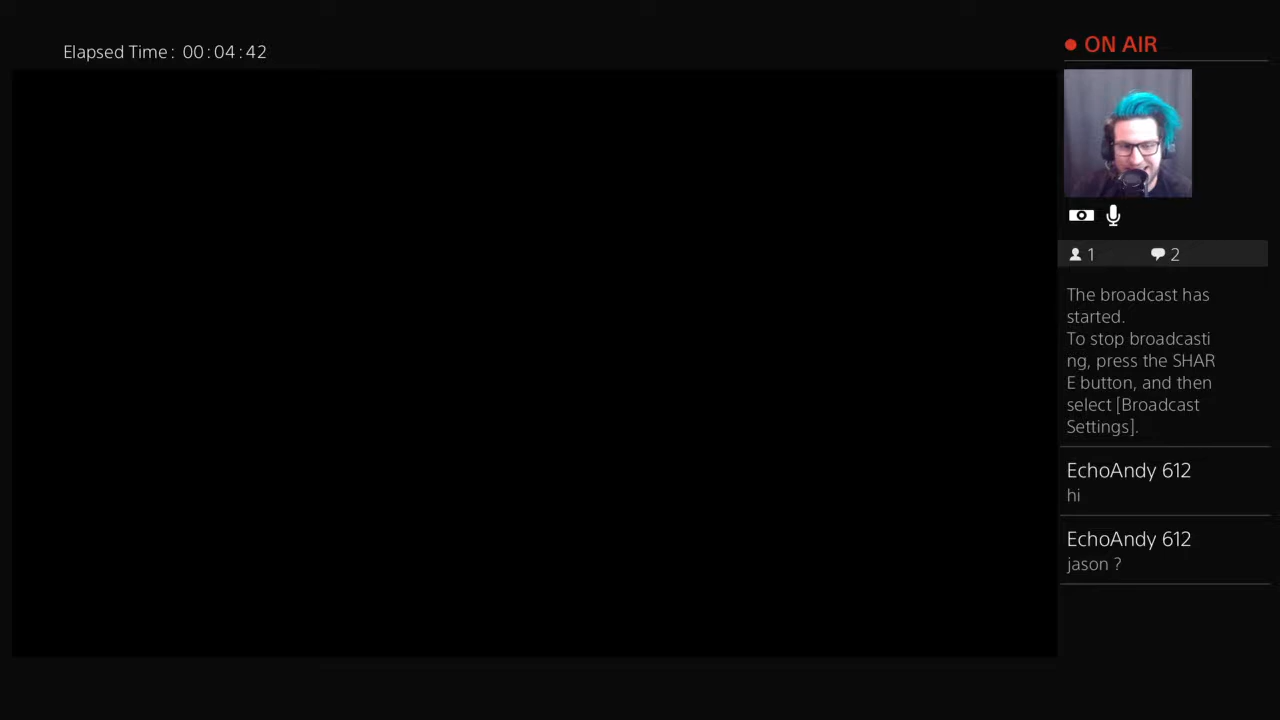 Elapsed Time: 00:04:42
ON AIR
1 2
The broadcast has
started.
To stop broadcasti
ng, press the SHAR
E button, and then
select [Broadcast
Settings].
EchoAndy 612
hi
EchoAndy 612
jason ?